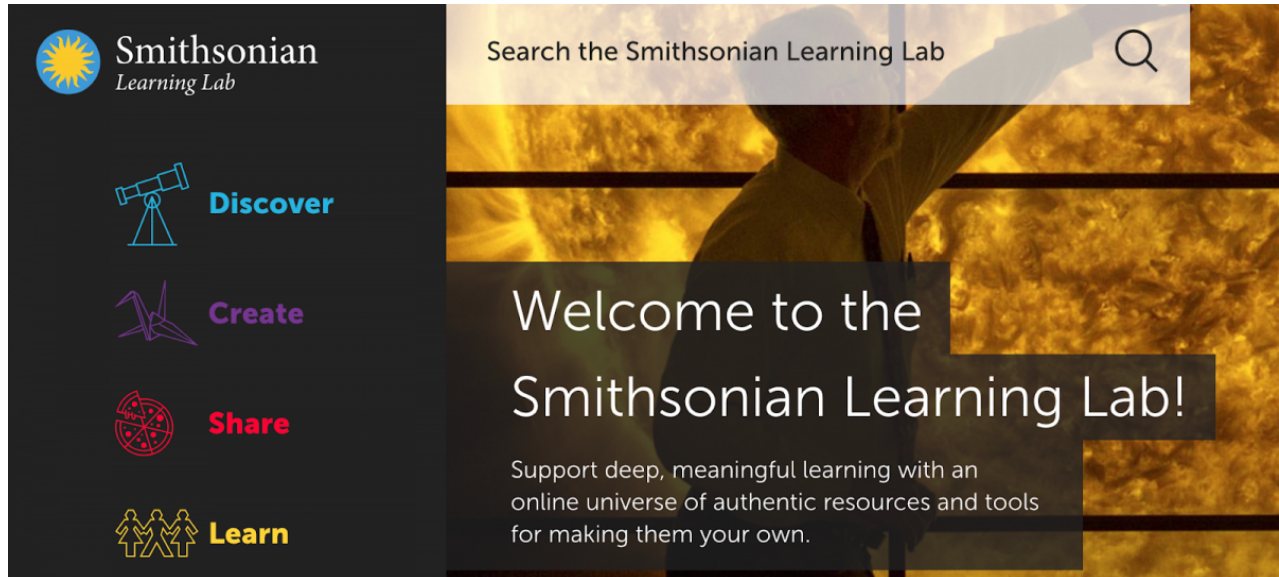 Smithsonian
Learning Lab
Discover
Create
Share
Learn
Search the Smithsonian Learning Lab
Welcome to the
Smithsonian Learning Lab!
Support deep, meaningful learning with an
online universe of authentic resources and tools
for making them your own.